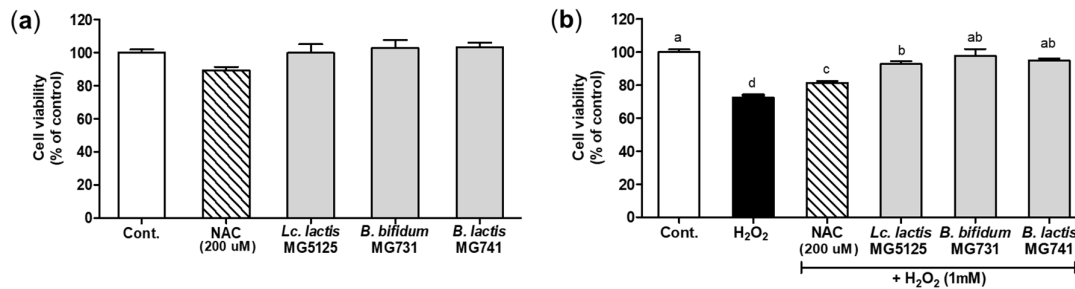 (a)
Cell viability
(% of control)
120
100
80
60
40
20
0
Cont.
NAC
(200 uM)
Lc. lactis
MG5125
B. bifidum
MG731
B. lactis
MG741
(b)
Cell viability
(% of control)
120
100
80
60
40
20
0
a
d
c
b
ab
ab
Cont.
H₂O₂
NAC
(200 uM)
Lc. lactis
MG5125
B. bifidum
MG731
B. lactis
MG741
+ H₂O₂ (1mM)